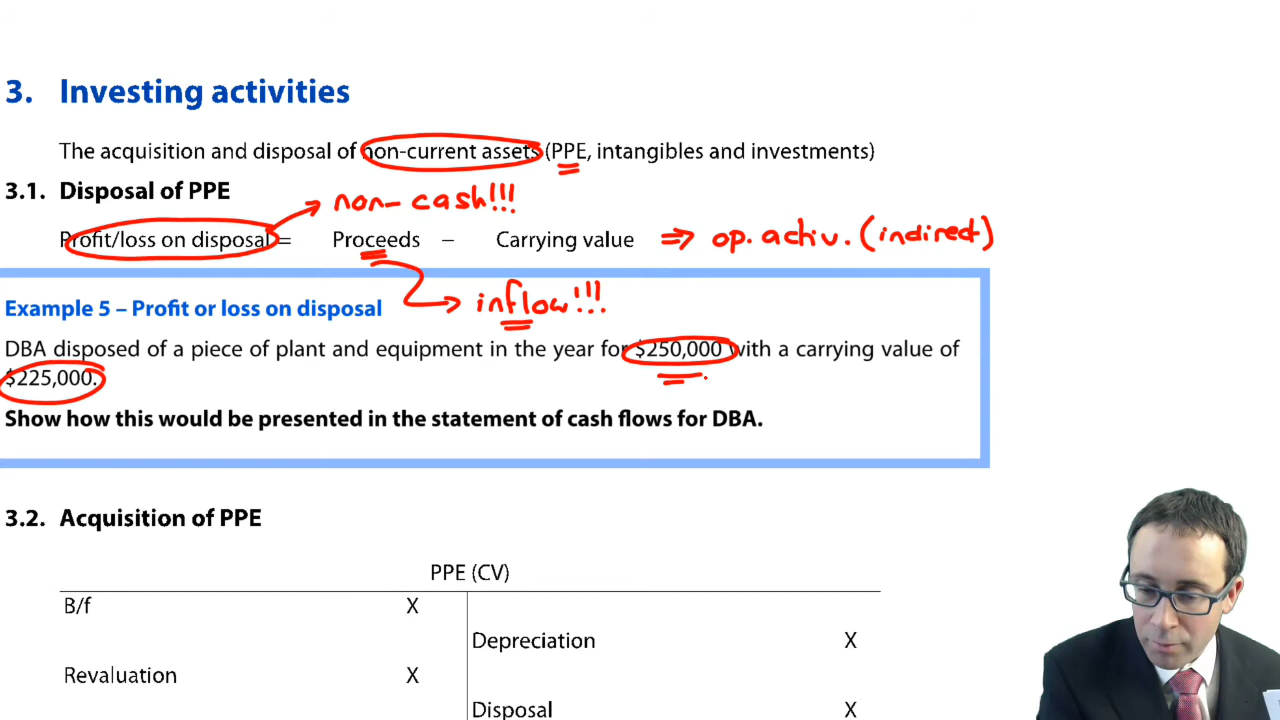 3. Investing activities
The acquisition and disposal of non-current assets (PPE, intangibles and investments)
3.1. Disposal of PPE
non-cash!!!
Profit/loss on disposal = Proceeds – Carrying value ⇒ op. activ. (indirect)
Example 5 – Profit or loss on disposal
inflow!!!
DBA disposed of a piece of plant and equipment in the year for $250,000 with a carrying value of
$225,000.
Show how this would be presented in the statement of cash flows for DBA.
3.2. Acquisition of PPE
PPE (CV)
B/f X
Depreciation X
Revaluation X
Disposal X